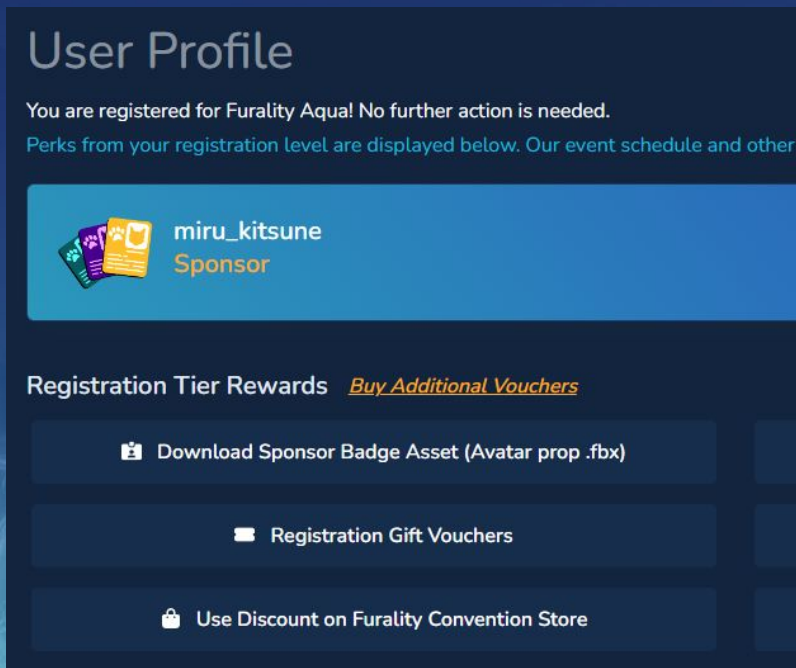 User Profile
You are registered for Furality Aqua! No further action is needed.
Perks from your registration level are displayed below. Our event schedule and other
miru_kitsune
Sponsor
Registration Tier Rewards Buy Additional Vouchers
Download Sponsor Badge Asset (Avatar prop .fbx)
Registration Gift Vouchers
Use Discount on Furality Convention Store